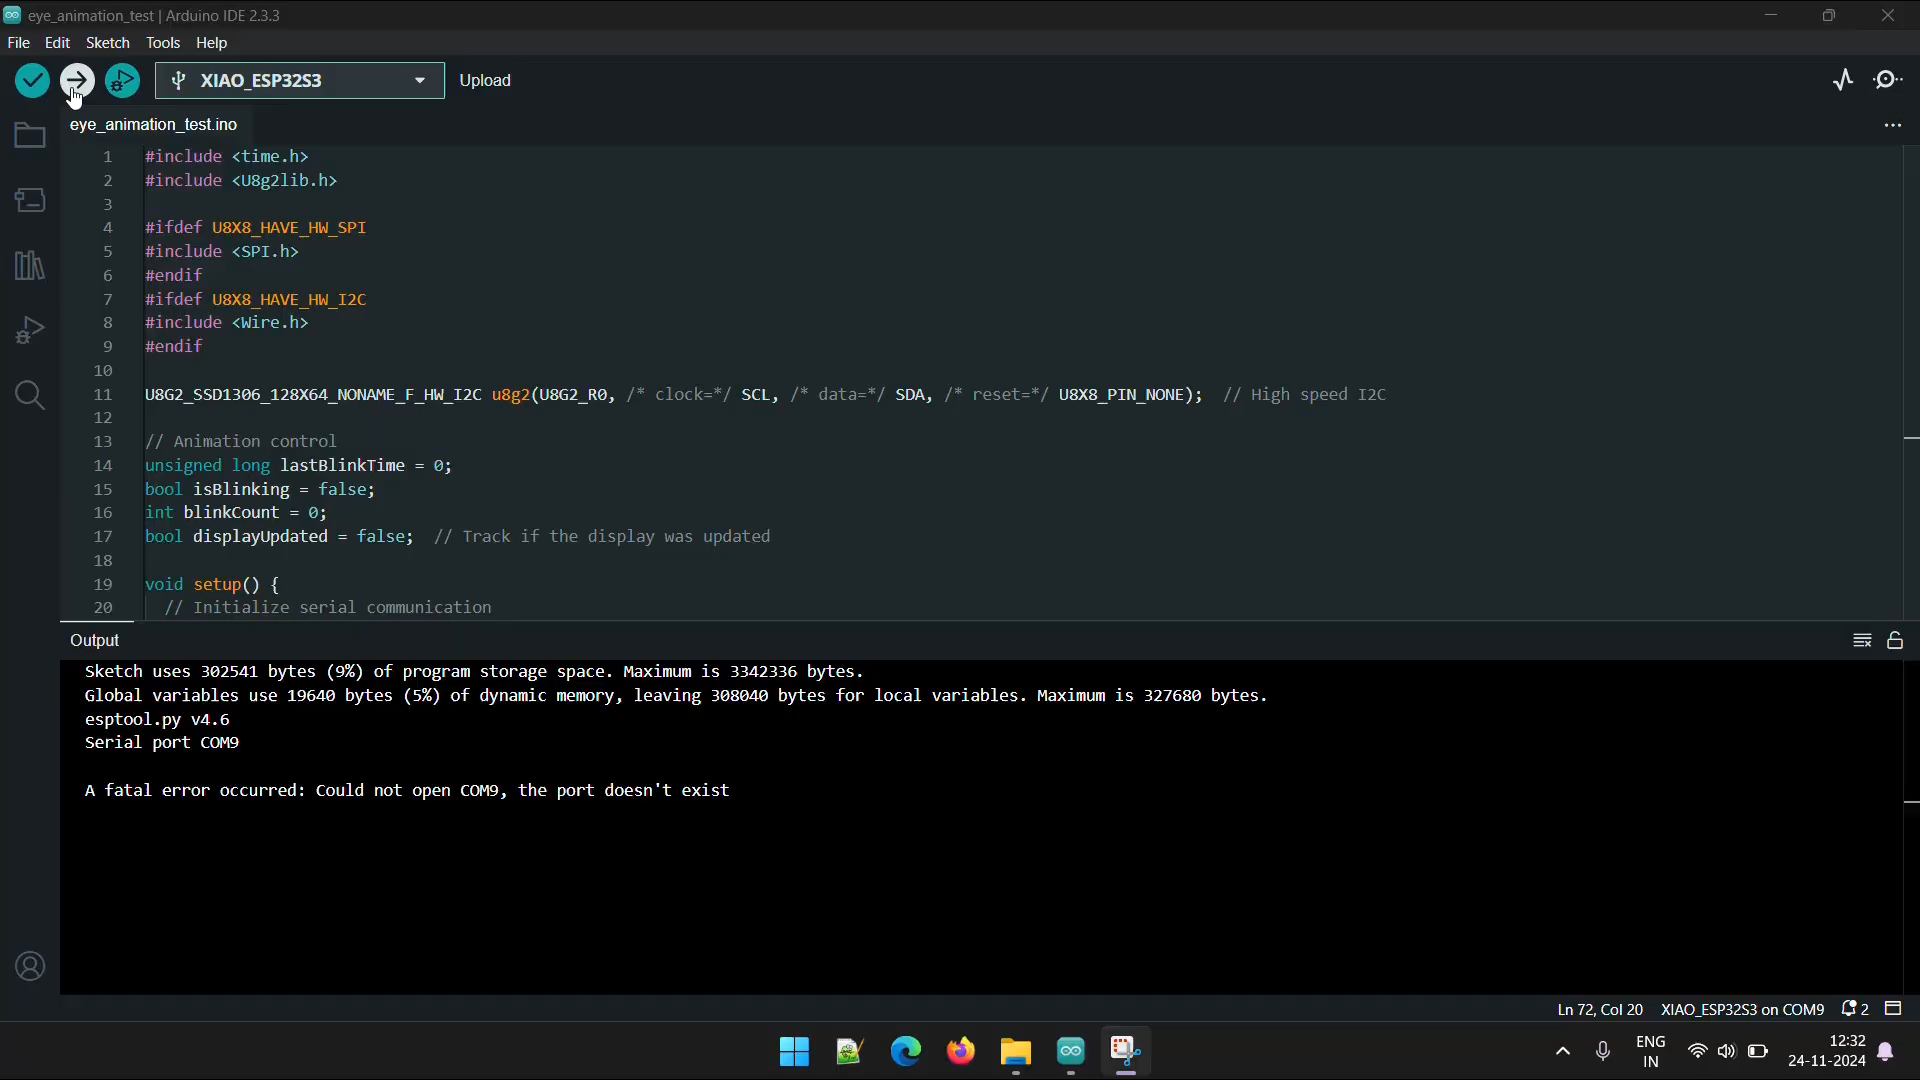 eye_animation_test | Arduino IDE 2.3.3
File Edit Sketch Tools Help
XIAO_ESP32S3 Upload
eye_animation_test.ino
1 #include <time.h>
2 #include <U8g2lib.h>
3
4 #ifdef U8X8_HAVE_HW_SPI
5 #include <SPI.h>
6 #endif
7 #ifdef U8X8_HAVE_HW_I2C
8 #include <Wire.h>
9 #endif
10
11 U8G2_SSD1306_128X64_NONAME_F_HW_I2C u8g2(U8G2_R0, /* clock=*/ SCL, /* data=*/ SDA, /* reset=*/ U8X8_PIN_NONE); // High speed I2C
12
13 // Animation control
14 unsigned long lastBlinkTime = 0;
15 bool isBlinking = false;
16 int blinkCount = 0;
17 bool displayUpdated = false; // Track if the display was updated
18
19 void setup() {
20 // Initialize serial communication
Output
Sketch uses 302541 bytes (9%) of program storage space. Maximum is 3342336 bytes.
Global variables use 19640 bytes (5%) of dynamic memory, leaving 308040 bytes for local variables. Maximum is 327680 bytes.
esptool.py v4.6
Serial port COM9
A fatal error occurred: Could not open COM9, the port doesn't exist
Ln 72, Col 20 XIAO_ESP32S3 on COM9 2
ENG
IN
12:32
24-11-2024